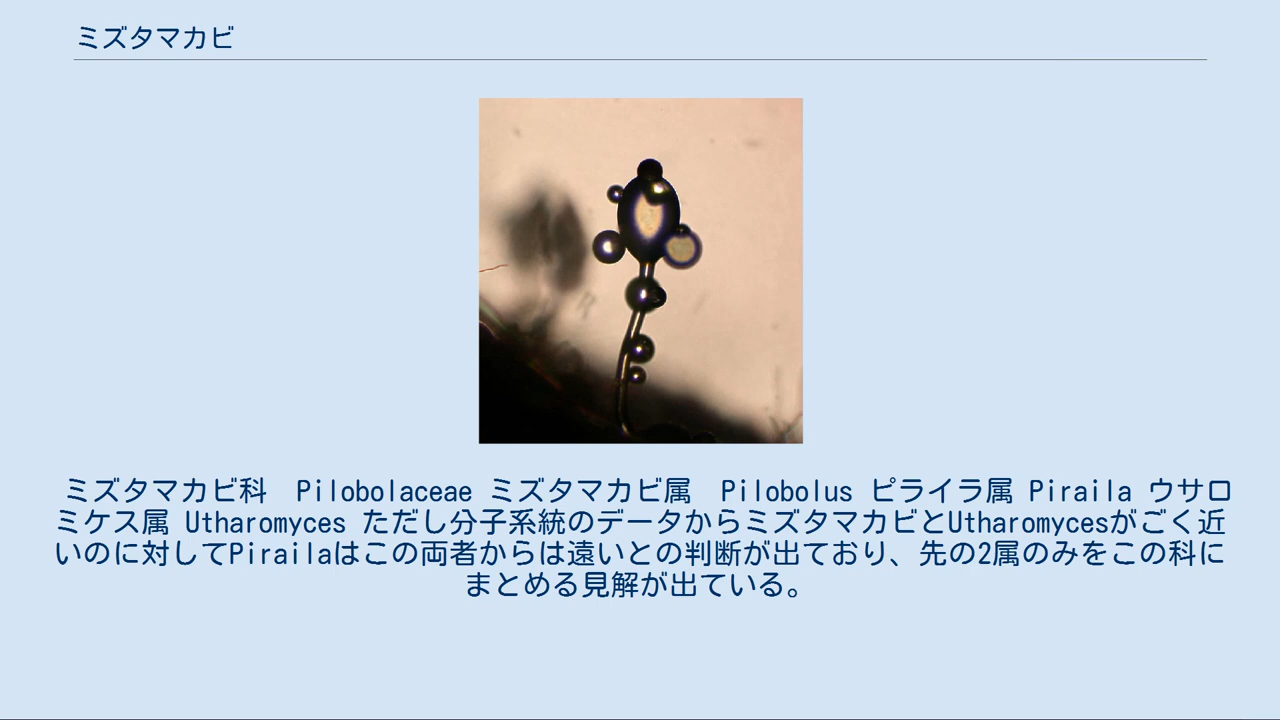 ミズタマカビ
ミズタマカビ科　Pilobolaceae ミズタマカビ属　Pilobolus ピライラ属 Piraila ウサロ
ミケス属 Utharomyces ただし分子系統のデータからミズタマカビとUtharomycesがごく近
いのに対してPirailaはこの両者からは遠いとの判断が出ており、先の2属のみをこの科に
まとめる見解が出ている。